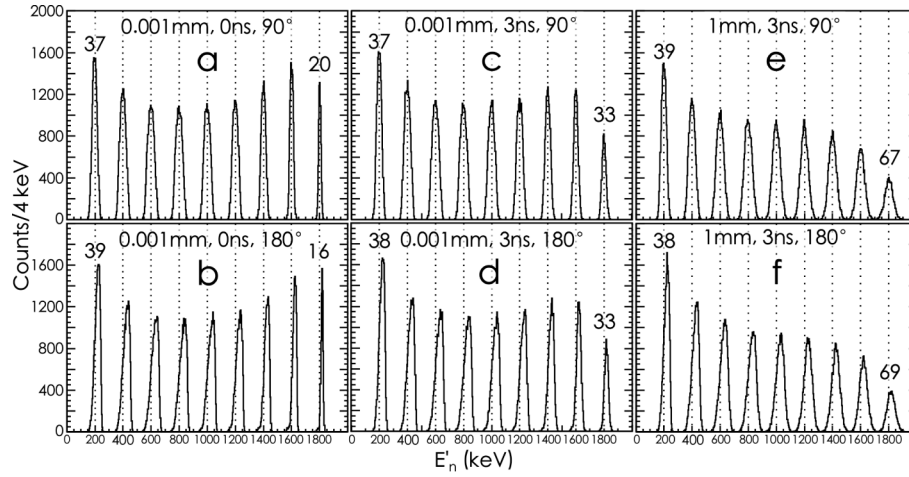 2000
1600
1200
800
400
0
0.001mm, 0ns, 90°
37
a
20
0.001mm, 3ns, 90°
37
c
33
1mm, 3ns, 90°
39
e
67
Counts/4 keV
1600
1200
800
400
0
0.001mm, 0ns, 180°
39
b
16
0.001mm, 3ns, 180°
38
d
33
1mm, 3ns, 180°
38
f
69
0 200 400 600 800 1000 1200 1400 1600 1800
0 200 400 600 800 1000 1200 1400 1600 1800
0 200 400 600 800 1000 1200 1400 1600 1800
E'n (keV)